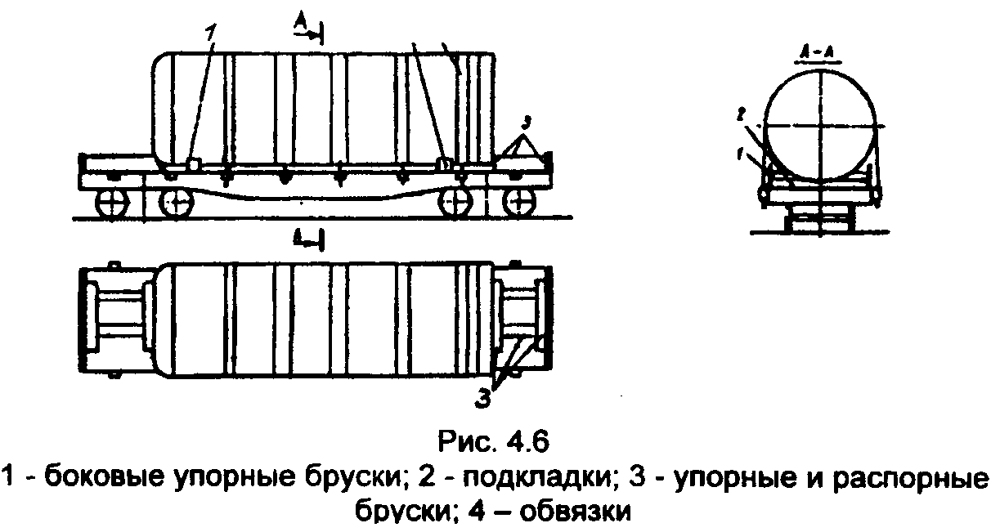 1
А
А - А
3
2
1
А
3
Рис. 4.6
1 - боковые упорные бруски; 2 - подкладки; 3 - упорные и распорные
бруски; 4 – обвязки